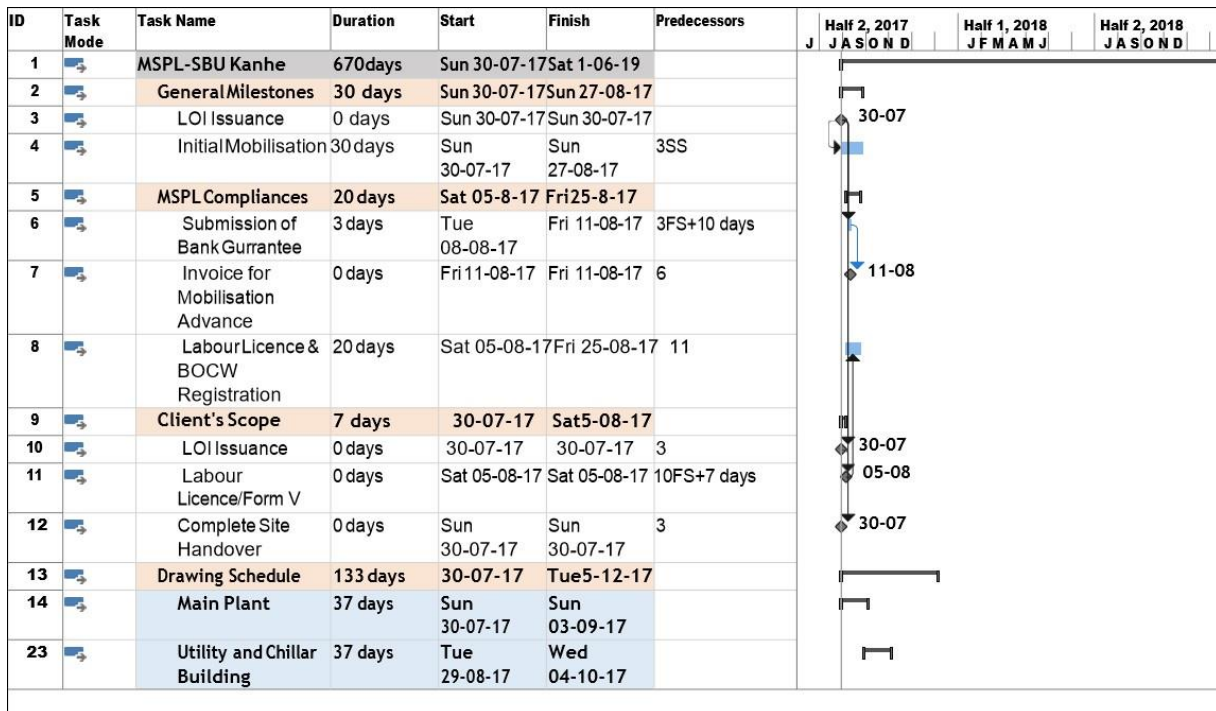 ID Task Mode Task Name Duration Start Finish Predecessors
Half 2, 2017 Half 1, 2018 Half 2, 2018
J J A S O N D J F M A M J J A S O N D
1 MSPL-SBU Kanhe 670days Sun 30-07-17 Sat 1-06-19
2 General Milestones 30 days Sun 30-07-17 Sun 27-08-17
3 LOI Issuance 0 days Sun 30-07-17 Sun 30-07-17 30-07
4 Initial Mobilisation 30 days Sun 30-07-17 Sun 27-08-17 3SS
5 MSPL Compliances 20 days Sat 05-8-17 Fri25-8-17
6 Submission of Bank Gurrantee 3 days Tue 08-08-17 Fri 11-08-17 3FS+10 days
7 Invoice for Mobilisation Advance 0 days Fri 11-08-17 Fri 11-08-17 6 11-08
8 Labour Licence & BOCW Registration 20 days Sat 05-08-17 Fri 25-08-17 11
9 Client's Scope 7 days 30-07-17 Sat5-08-17
10 LOI Issuance 0 days 30-07-17 30-07-17 3 30-07
11 Labour Licence/Form V 0 days Sat 05-08-17 Sat 05-08-17 10FS+7 days 05-08
12 Complete Site Handover 0 days Sun 30-07-17 Sun 30-07-17 3 30-07
13 Drawing Schedule 133 days 30-07-17 Tue5-12-17
14 Main Plant 37 days Sun 30-07-17 Sun 03-09-17
23 Utility and Chillar Building 37 days Tue 29-08-17 Wed 04-10-17